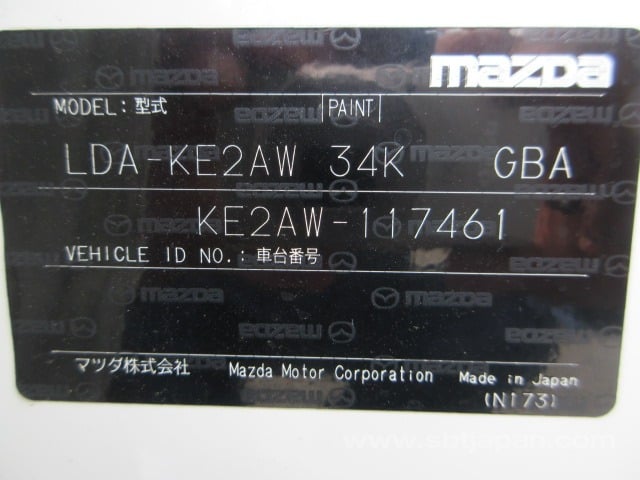 mazda
MODEL: 型式 PAINT
LDA-KE2AW 34K GBA
KE2AW-117461
VEHICLE ID NO.: 車台番号
マツダ株式会社 Mazda Motor Corporation Made in Japan
(N173)
www.sbtjapan.com